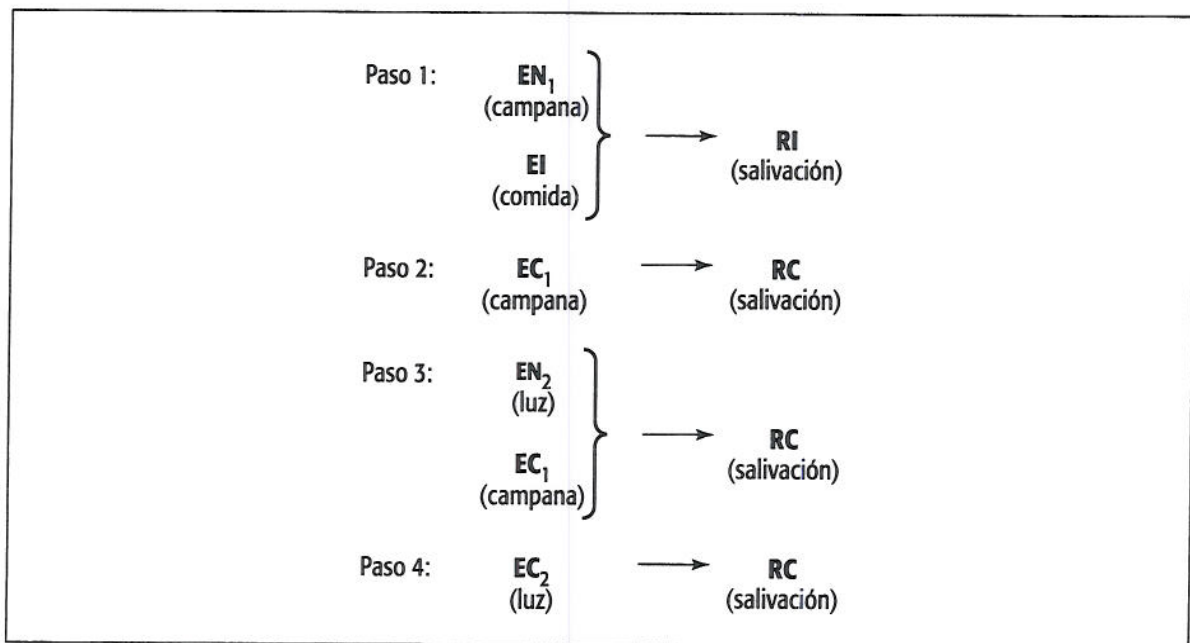 Paso 1: EN₁
(campana)
EI
(comida)
RI
(salivación)
Paso 2: EC₁ RC
(campana) (salivación)
Paso 3: EN₂
(luz)
EC₁
(campana)
RC
(salivación)
Paso 4: EC₂ RC
(luz) (salivación)